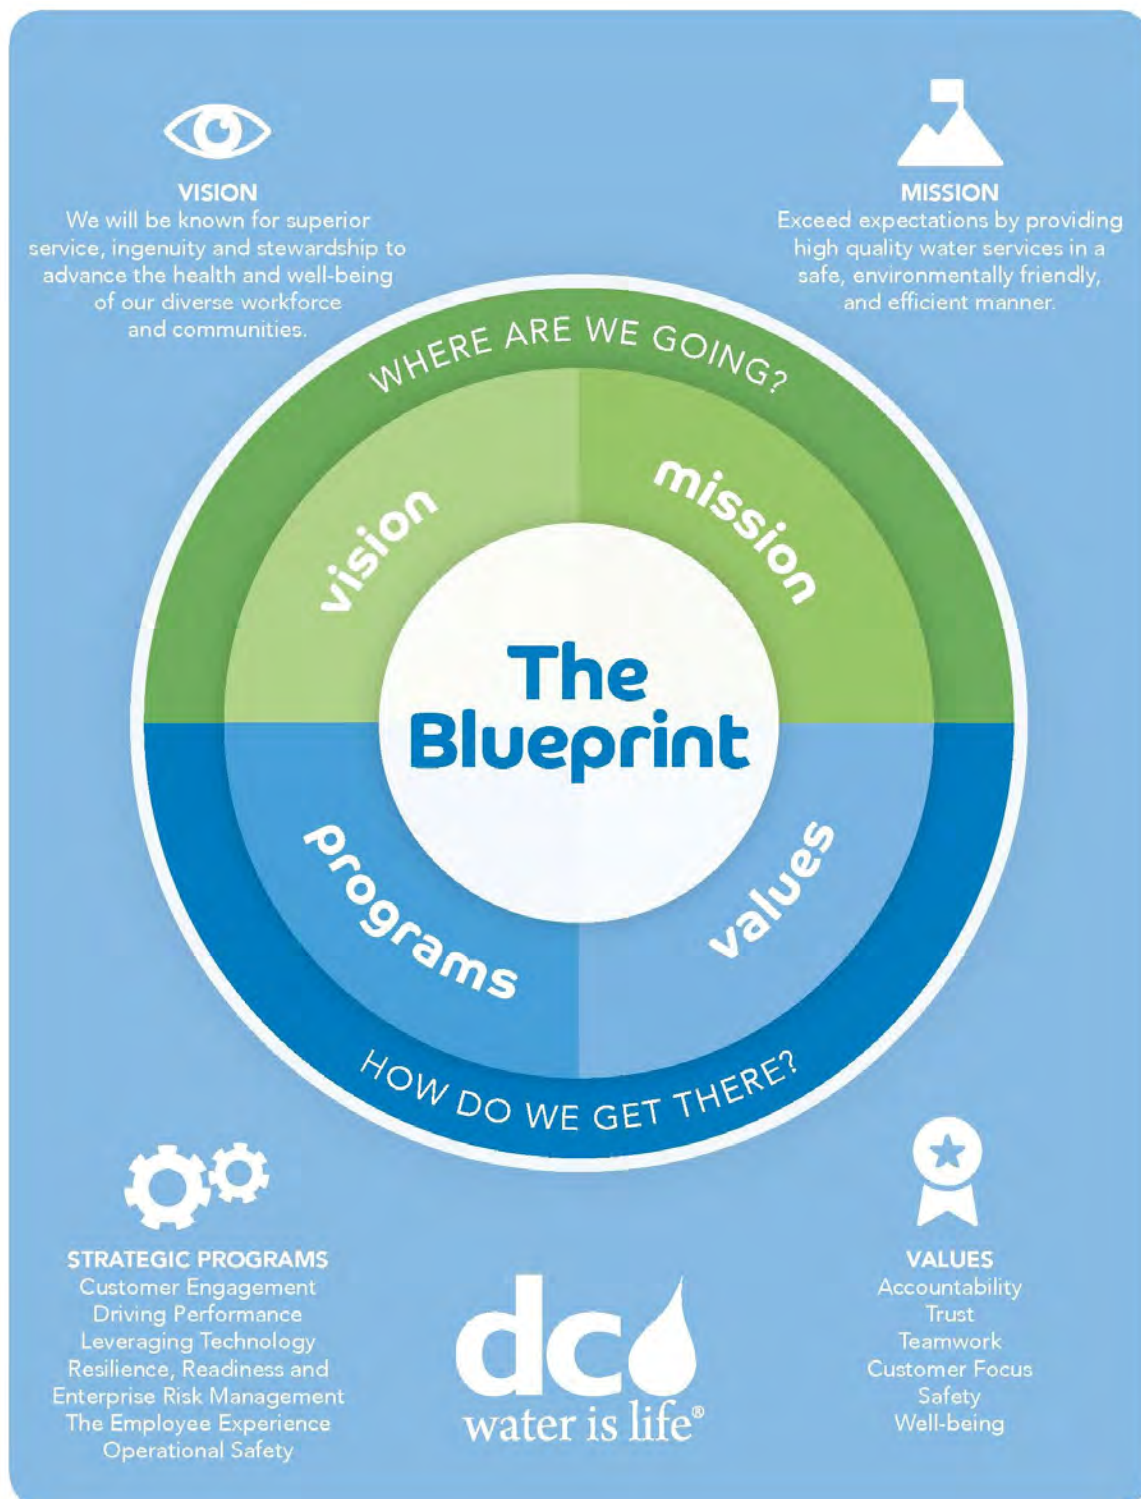 VISION
We will be known for superior
service, ingenuity and stewardship to
advance the health and well-being
of our diverse workforce
and communities.
MISSION
Exceed expectations by providing
high quality water services in a
safe, environmentally friendly,
and efficient manner.
WHERE ARE WE GOING?
vision
mission
The
Blueprint
programs
values
HOW DO WE GET THERE?
STRATEGIC PROGRAMS
Customer Engagement
Driving Performance
Leveraging Technology
Resilience, Readiness and
Enterprise Risk Management
The Employee Experience
Operational Safety
dc
water is life®
VALUES
Accountability
Trust
Teamwork
Customer Focus
Safety
Well-being